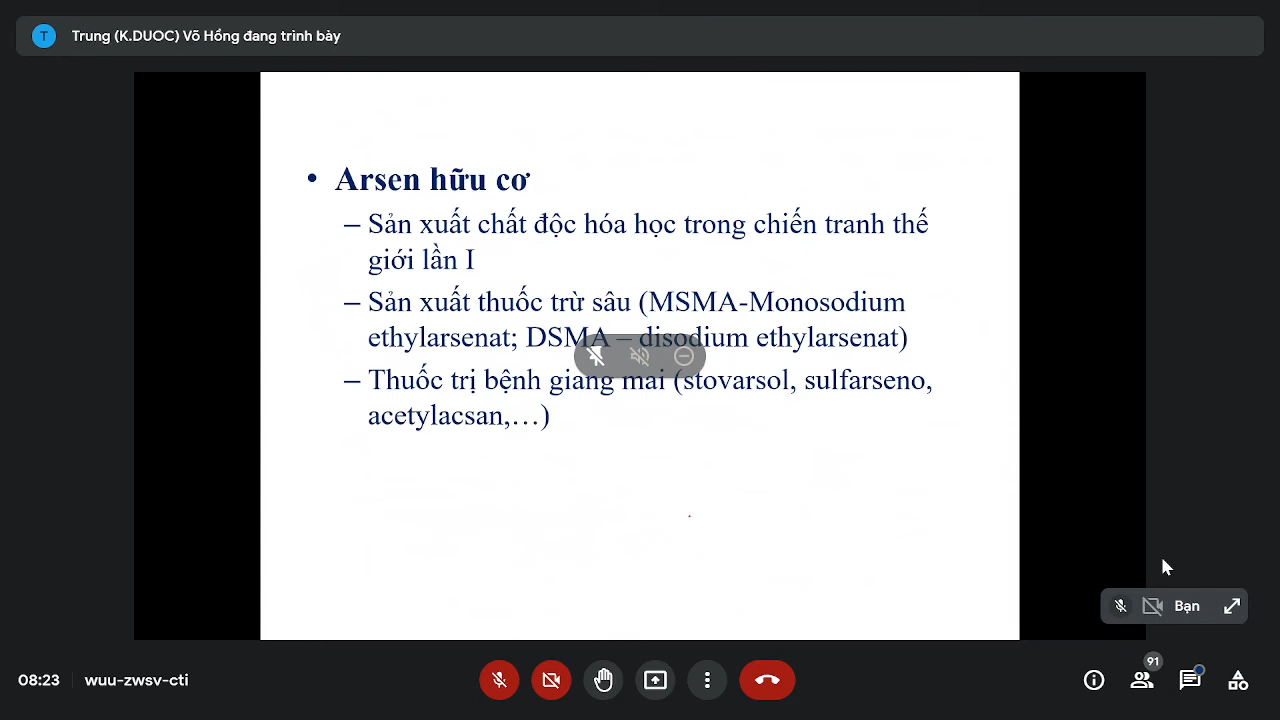 T
Trung (K.DUOC) Võ Hồng đang trình bày
• Arsen hữu cơ
– Sản xuất chất độc hóa học trong chiến tranh thế
giới lần I
– Sản xuất thuốc trừ sâu (MSMA-Monosodium
ethylarsenat; DSMA – disodium ethylarsenat)
– Thuốc trị bệnh giang mai (stovarsol, sulfarseno,
acetylacsan,…)
Bạn
08:23
wuu-zwsv-cti
91